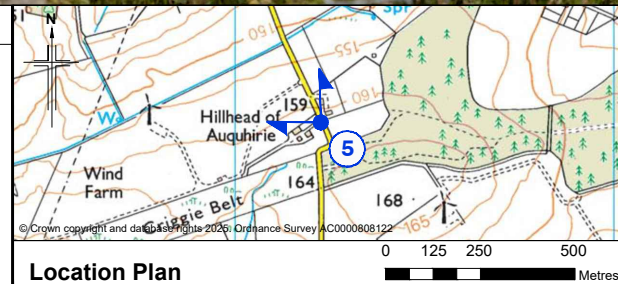 N
Spr
150
155
160
159
W
Hillhead of
Auquhirie
5
Wind
Farm
164
168
165
Criggie Belt
© Crown copyright and database rights 2025. Ordnance Survey AC0000808122
Location Plan
0 125 250 500
Metres